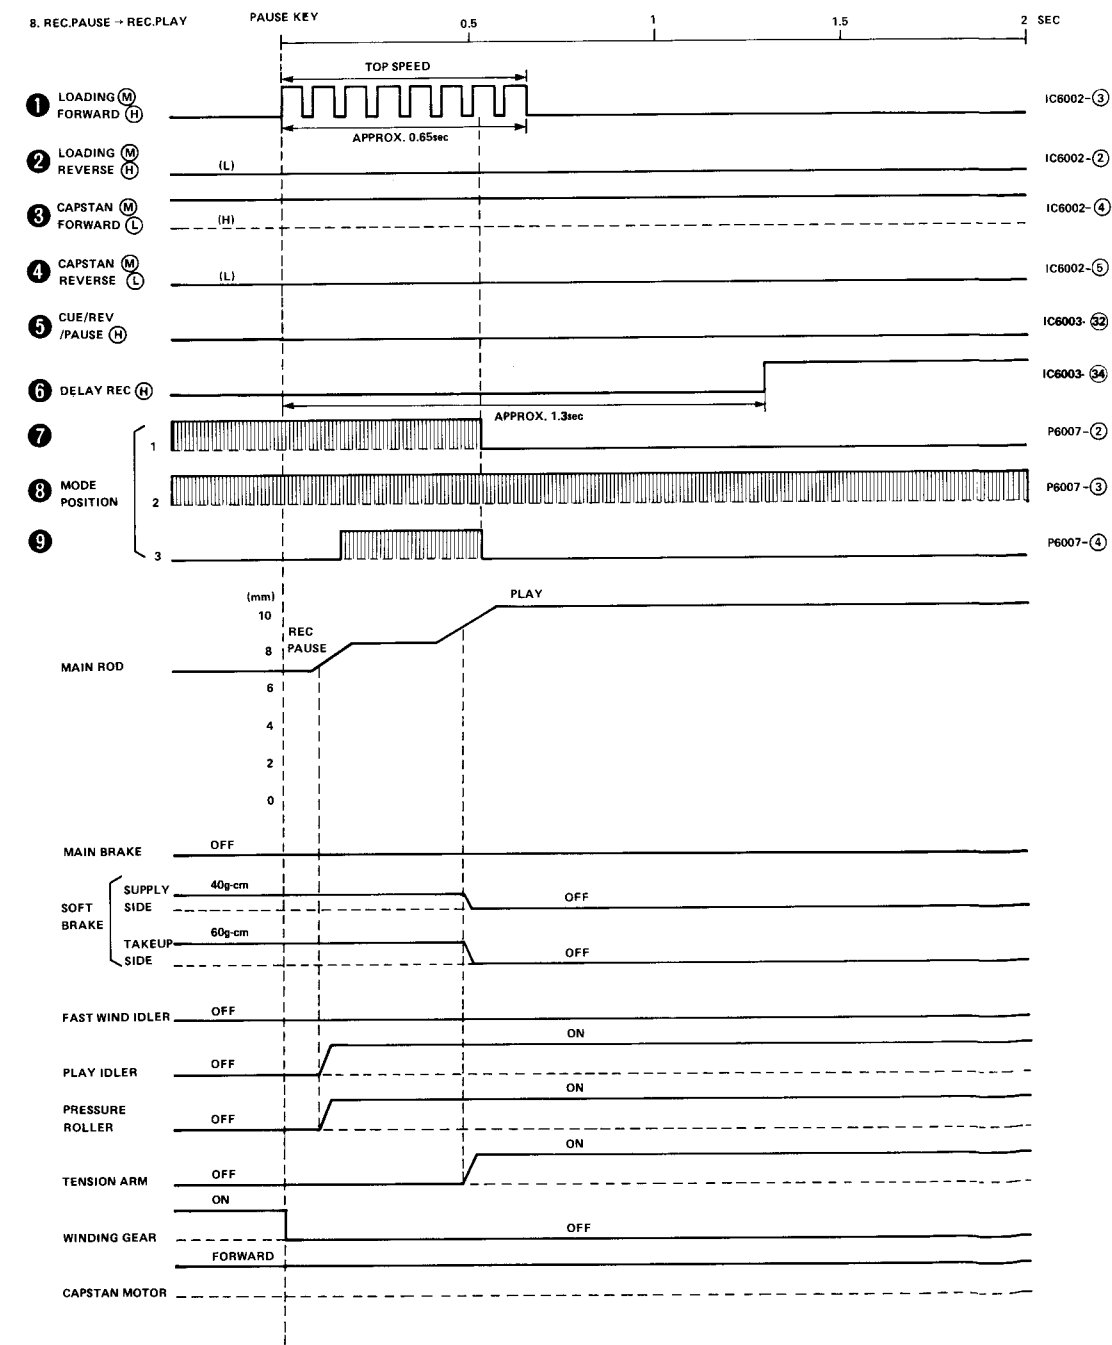 8. REC.PAUSE → REC.PLAY
PAUSE KEY
0.5
1
1.5
2 SEC
TOP SPEED
1 LOADING M
FORWARD H
IC6002-3
APPROX. 0.65sec
2 LOADING M
REVERSE H
(L)
IC6002-2
3 CAPSTAN M
FORWARD L
(H)
IC6002-4
4 CAPSTAN M
REVERSE L
(L)
IC6002-5
5 CUE/REV
/PAUSE H
IC6003-32
6 DELAY REC H
IC6003-34
APPROX. 1.3sec
7
1
P6007-2
8 MODE
POSITION
2
P6007-3
9
3
P6007-4
(mm)
10
8
6
4
2
0
REC
PAUSE
PLAY
MAIN ROD
MAIN BRAKE
OFF
SOFT
BRAKE
SUPPLY
SIDE
40g-cm
OFF
TAKEUP
SIDE
60g-cm
OFF
FAST WIND IDLER
OFF
PLAY IDLER
OFF
ON
PRESSURE
ROLLER
OFF
ON
TENSION ARM
OFF
ON
WINDING GEAR
ON
OFF
FORWARD
CAPSTAN MOTOR